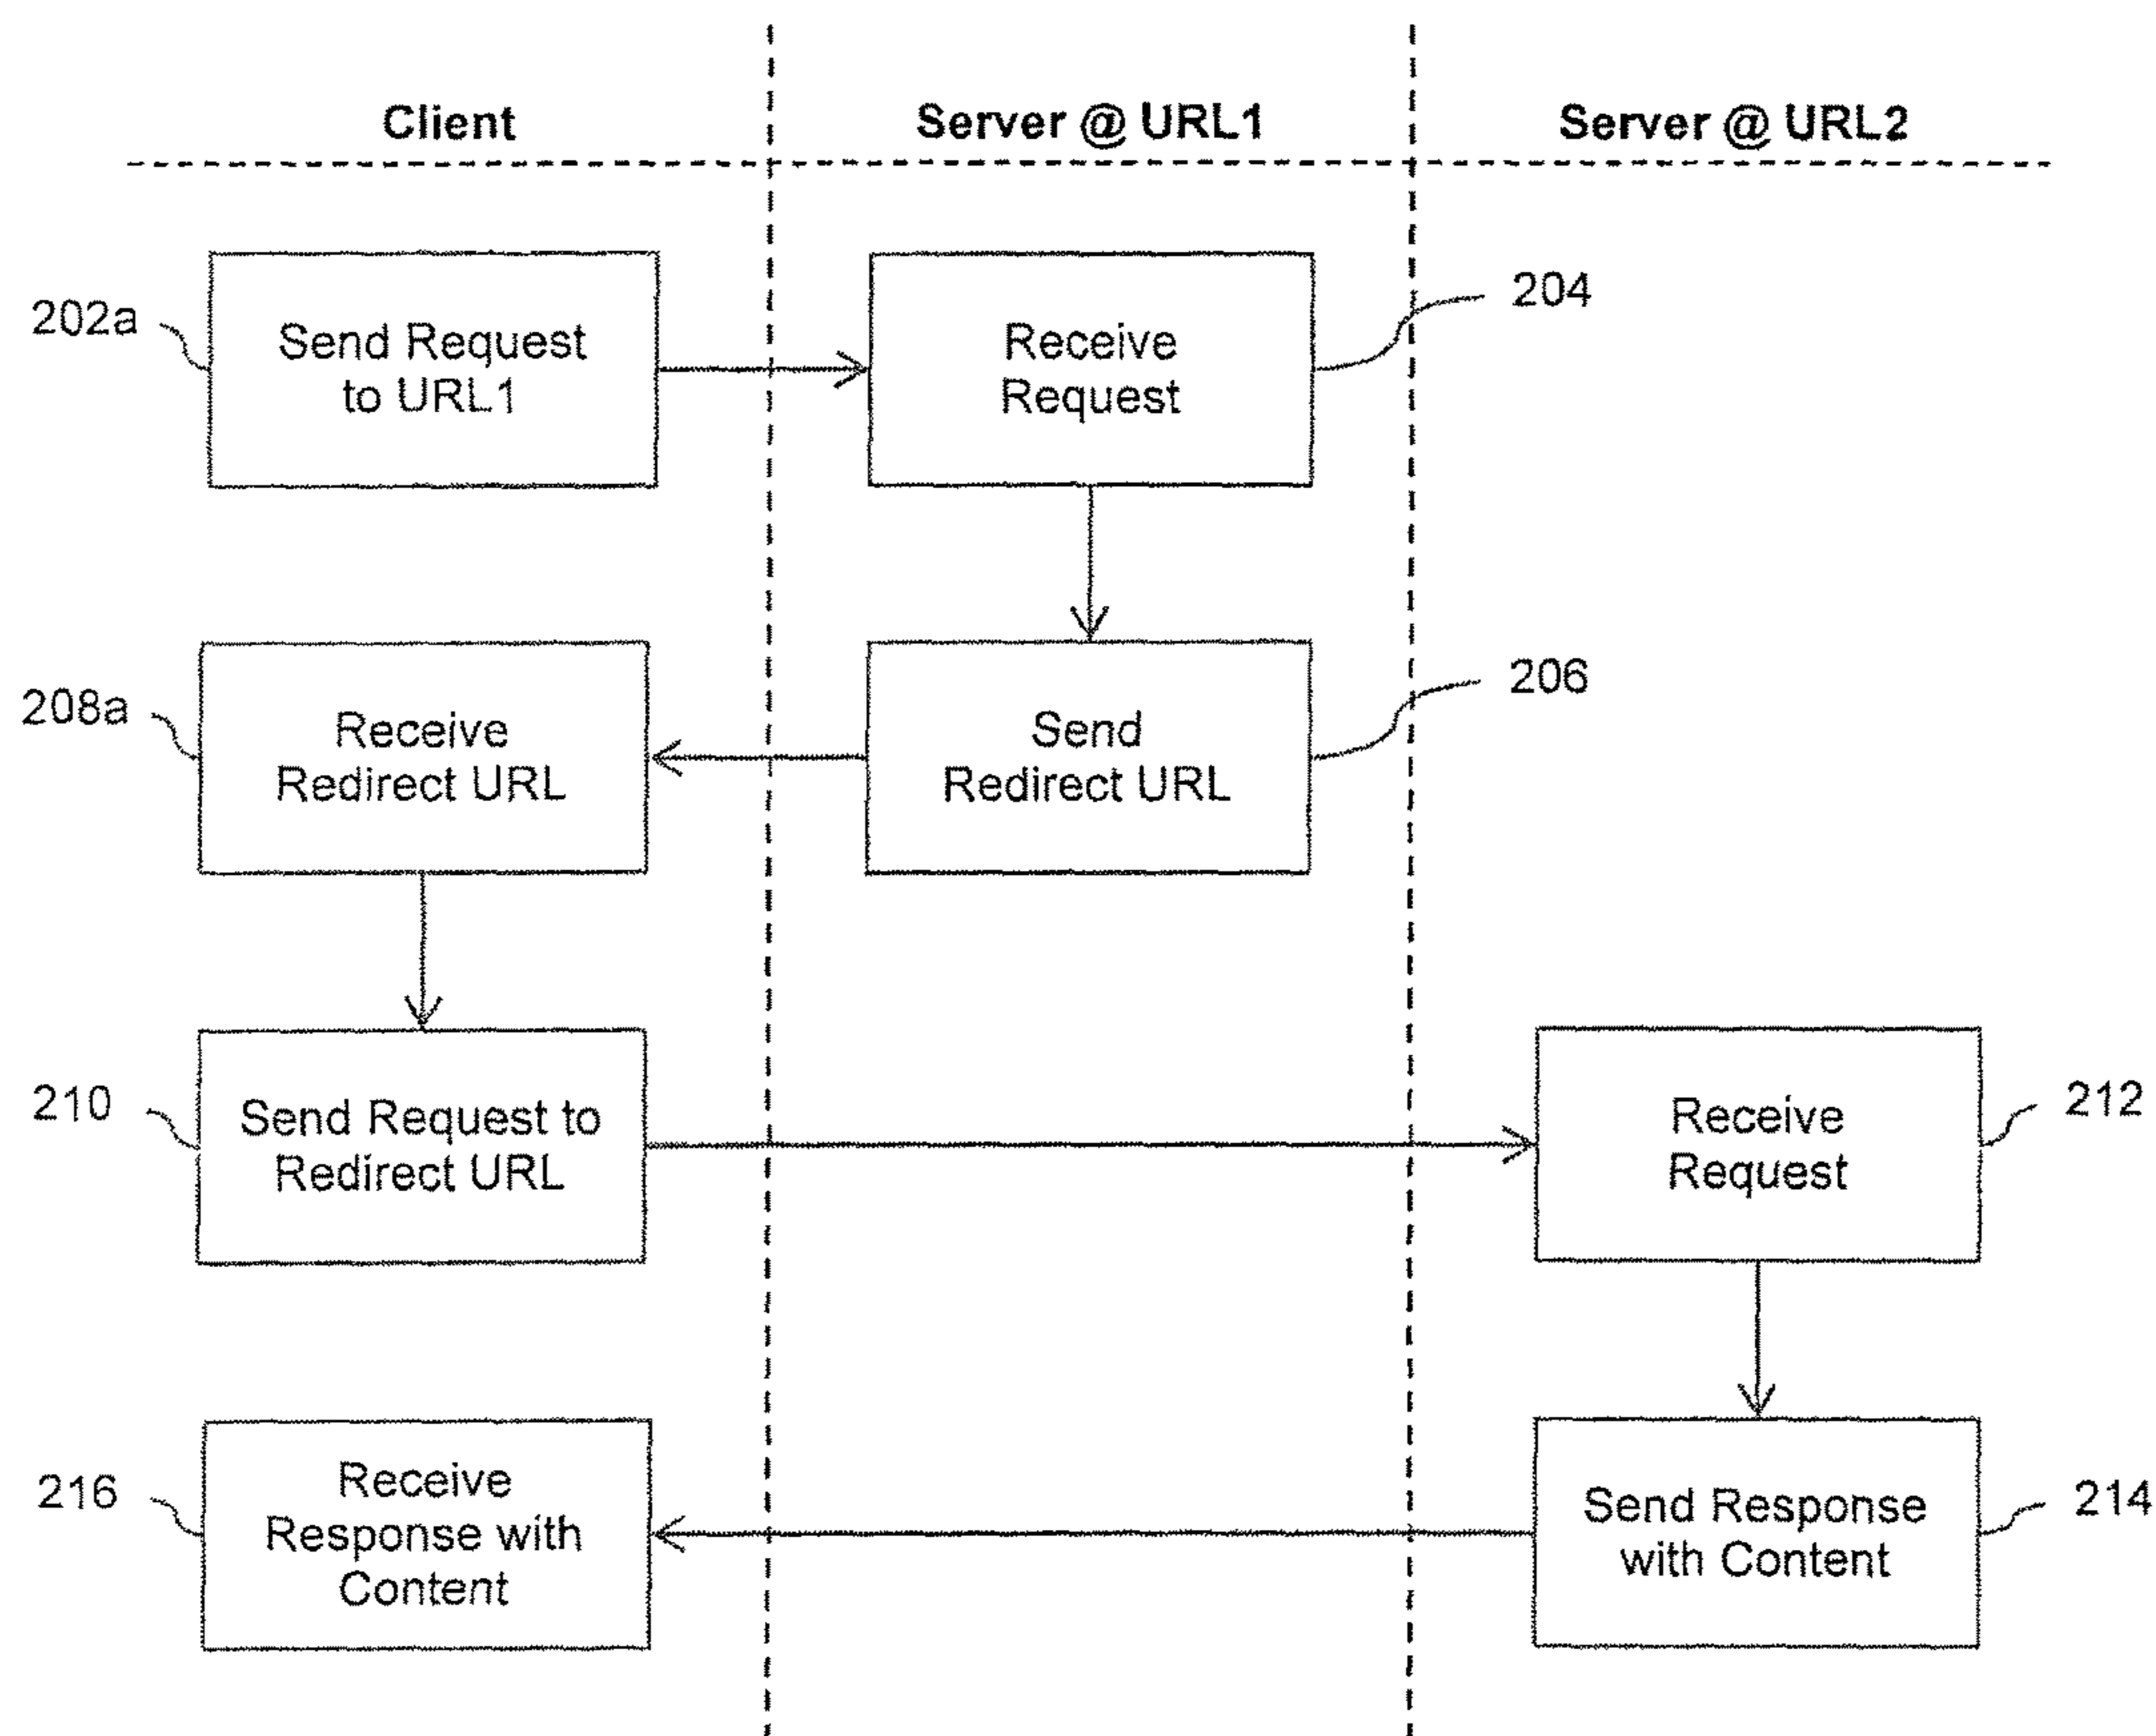 Client
Server @ URL1
Server @ URL2
202a
Send Request
to URL1
Receive
Request
204
208a
Receive
Redirect URL
Send
Redirect URL
206
210
Send Request to
Redirect URL
Receive
Request
212
216
Receive
Response with
Content
Send Response
with Content
214